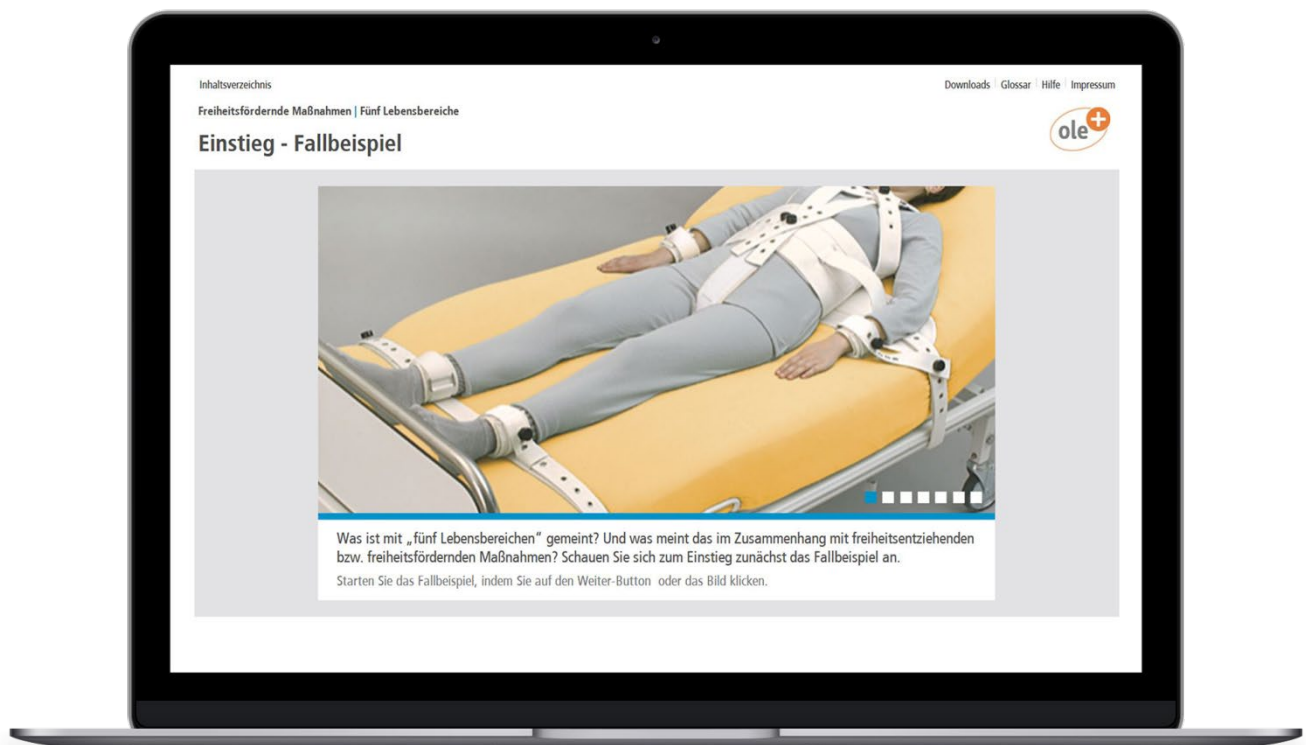 Inhaltsverzeichnis
Downloads | Glossar | Hilfe | Impressum
Freiheitsfördernde Maßnahmen | Fünf Lebensbereiche
Einstieg - Fallbeispiel
ole+
Was ist mit „fünf Lebensbereichen“ gemeint? Und was meint das im Zusammenhang mit freiheitsentziehenden
bzw. freiheitsfördernden Maßnahmen? Schauen Sie sich zum Einstieg zunächst das Fallbeispiel an.
Starten Sie das Fallbeispiel, indem Sie auf den Weiter-Button oder das Bild klicken.